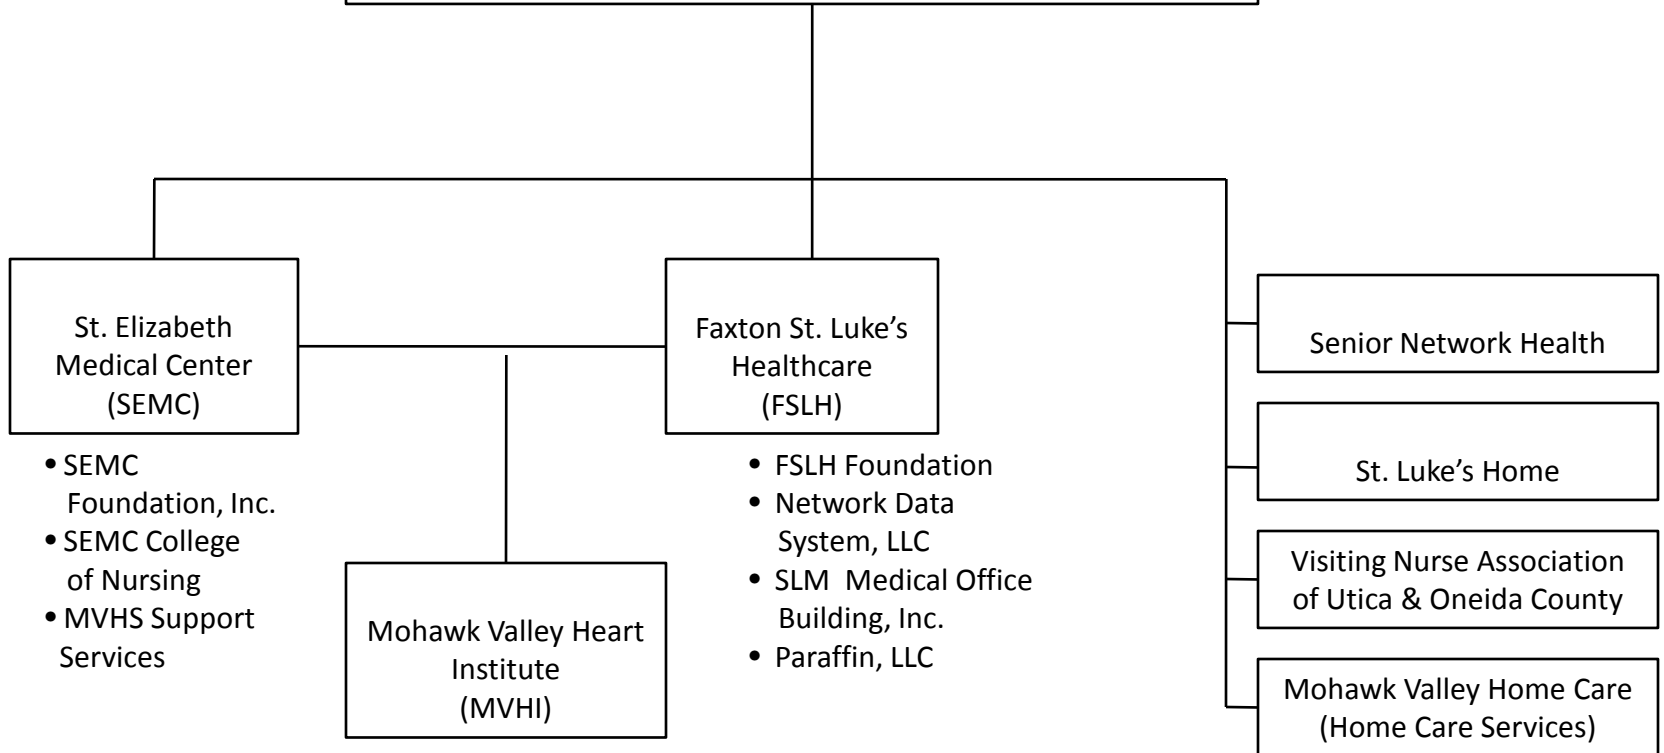 St. Elizabeth
Medical Center
(SEMC)
• SEMC
Foundation, Inc.
• SEMC College
of Nursing
• MVHS Support
Services
Mohawk Valley Heart
Institute
(MVHI)
Faxton St. Luke’s
Healthcare
(FSLH)
• FSLH Foundation
• Network Data
System, LLC
• SLM Medical Office
Building, Inc.
• Paraffin, LLC
Senior Network Health
St. Luke’s Home
Visiting Nurse Association
of Utica & Oneida County
Mohawk Valley Home Care
(Home Care Services)